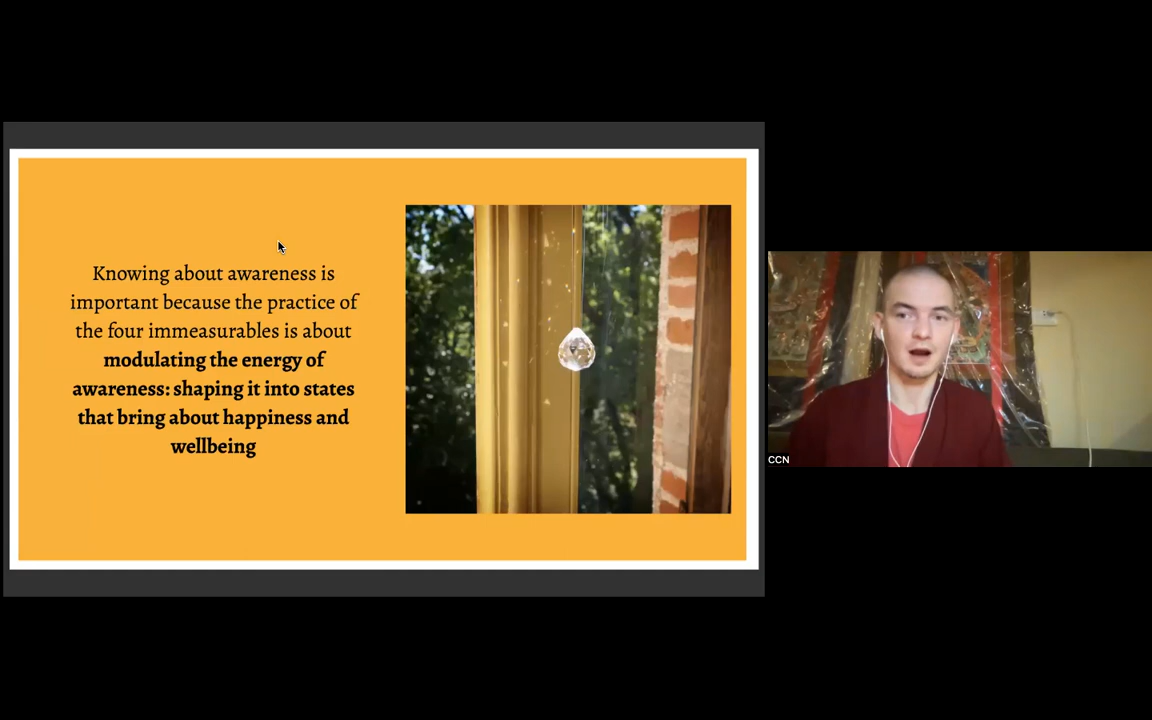 Knowing about awareness is
important because the practice of
the four immeasurables is about
modulating the energy of
awareness: shaping it into states
that bring about happiness and
wellbeing
CCN